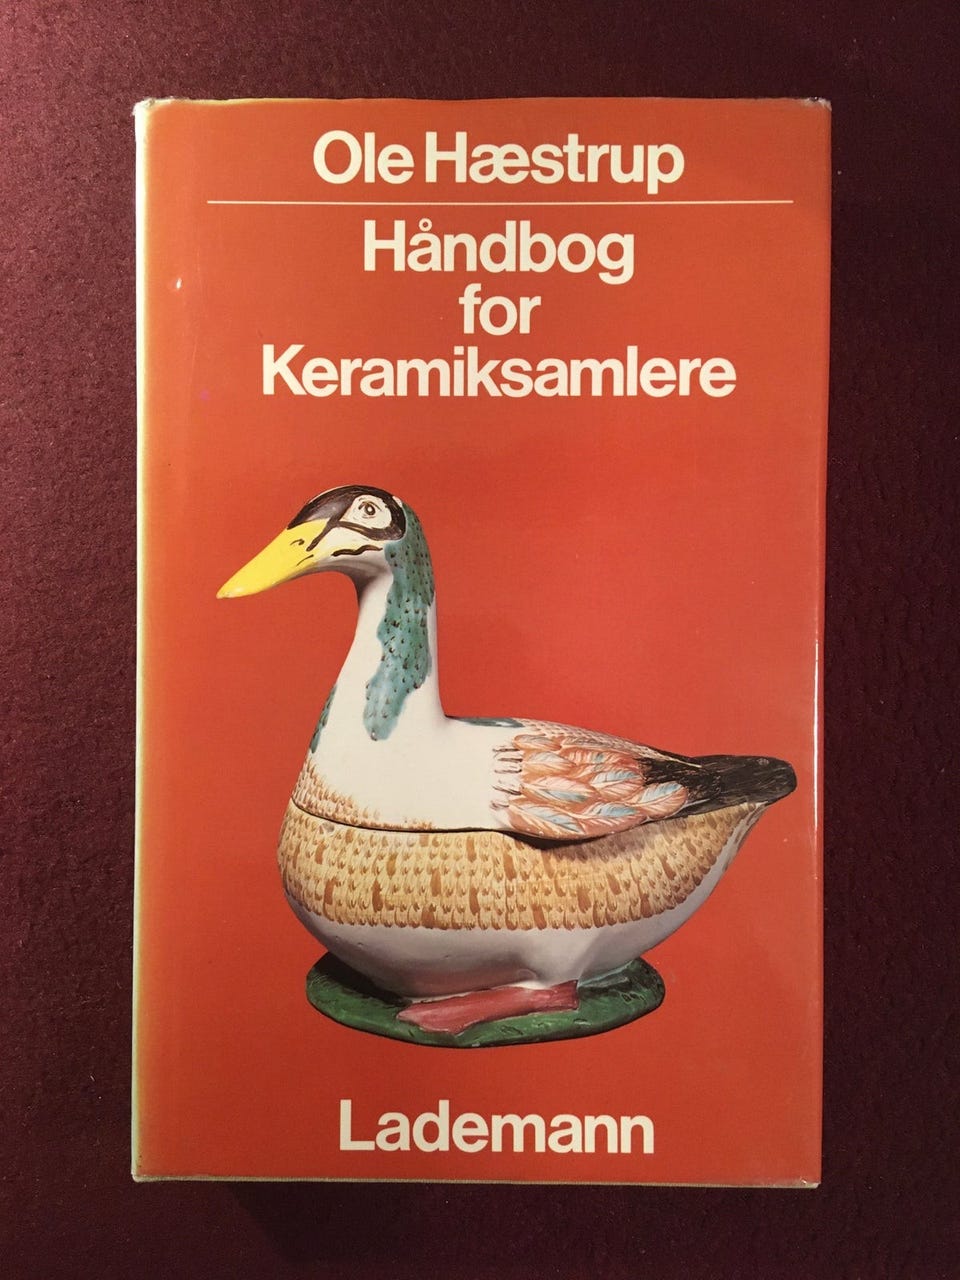 Ole Hæstrup
Håndbog
for
Keramiksamlere
Lademann